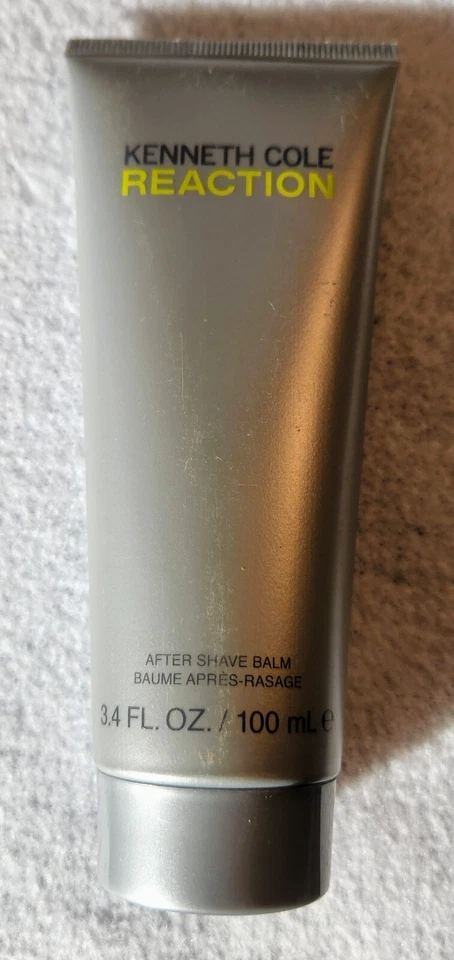 KENNETH COLE
REACTION
AFTER SHAVE BALM
BAUME APRÈS-RASAGE
3.4 FL. OZ. / 100 mL ℮